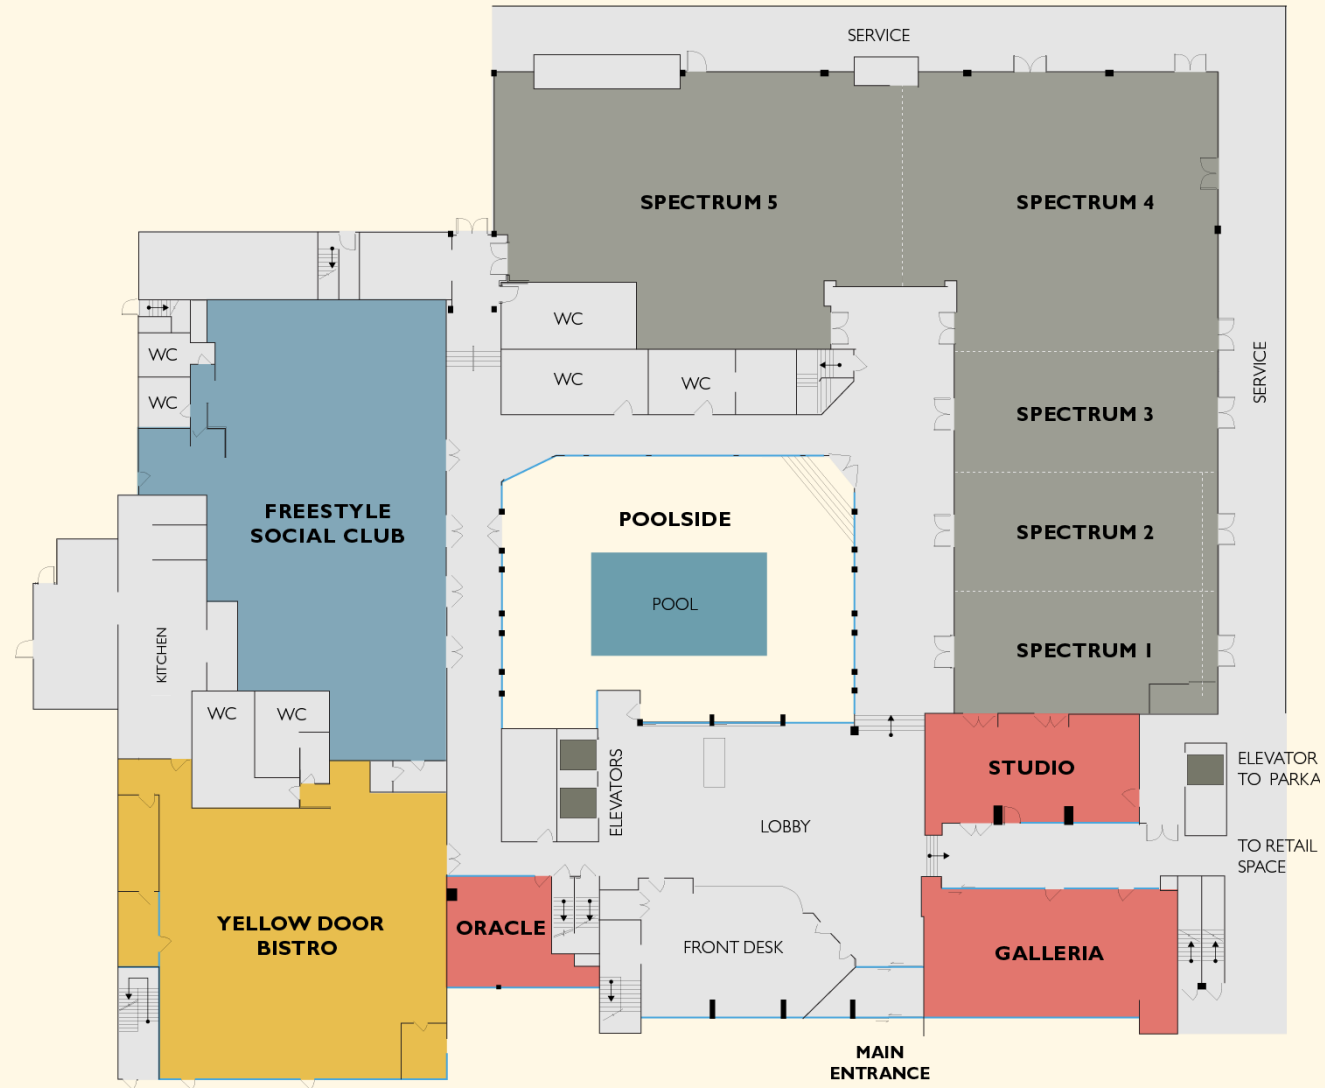 SERVICE
SPECTRUM 5
SPECTRUM 4
WC
WC
WC
WC
WC
SERVICE
SPECTRUM 3
FREESTYLE
SOCIAL CLUB
POOLSIDE
SPECTRUM 2
POOL
KITCHEN
SPECTRUM 1
WC
WC
ELEVATORS
STUDIO
ELEVATOR
TO PARKA
LOBBY
TO RETAIL
SPACE
YELLOW DOOR
BISTRO
ORACLE
FRONT DESK
GALLERIA
MAIN
ENTRANCE